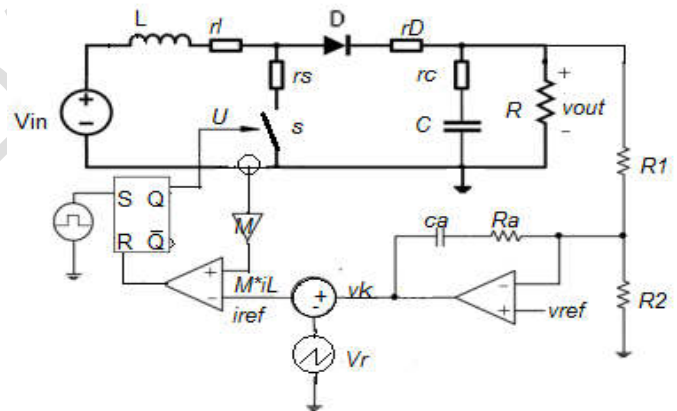 L
rl
D
rD
rs
rc
Vin
U
s
C
R
+
vout
−
R1
S Q
R Q̅
M
ca
Ra
M*iL
iref
vk
vref
R2
Vr